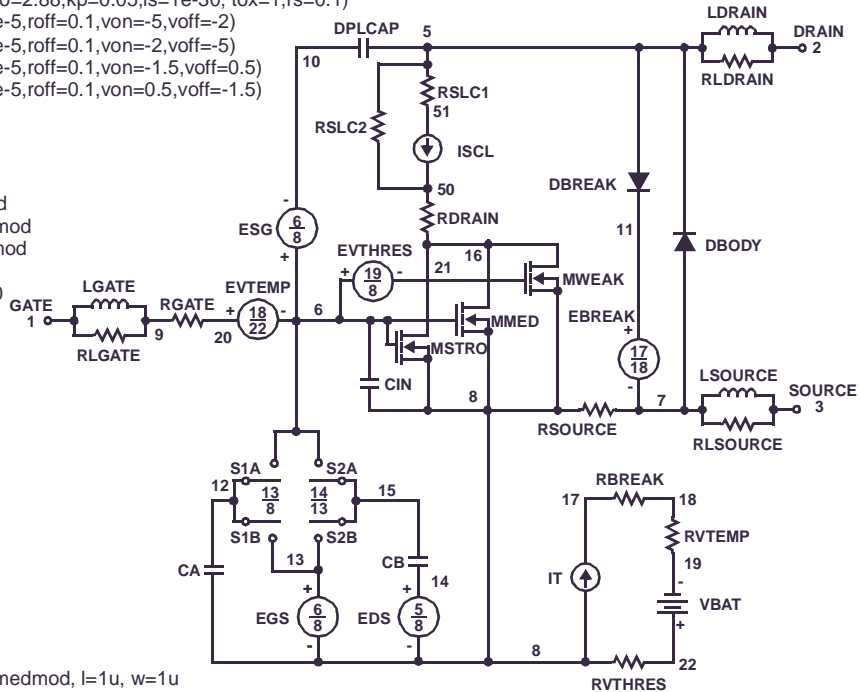 o=2.88,kp=0.05,is=1e-30, tox=1,rs=0.1)
e-5,roff=0.1,von=-5,voff=-2)
e-5,roff=0.1,von=-2,voff=-5)
e-5,roff=0.1,von=-1.5,voff=0.5)
e-5,roff=0.1,von=0.5,voff=-1.5)
LDRAIN
DPLCAP
5
DRAIN
2
10
RLDRAIN
RSLC1
51
RSLC2
ISCL
50
DBREAK
d
mod
nod
RDRAIN
ESG
6
8
-
+
11
DBODY
EVTHRES
16
21
+
19
8
-
MWEAK
)
LGATE
GATE
1
RGATE
EVTEMP
+
18
22
-
6
EBREAK
+
MMED
9
20
MSTRO
RLGATE
17
18
-
CIN
LSOURCE
8
7
SOURCE
3
RSOURCE
RLSOURCE
S1A
S2A
RBREAK
12
13
8
14
13
15
17
18
S1B
S2B
RVTEMP
13
CB
19
CA
14
IT
-
+
+
VBAT
EGS
6
8
EDS
5
8
+
-
-
8
22
RVTHRES
medmod, l=1u, w=1u